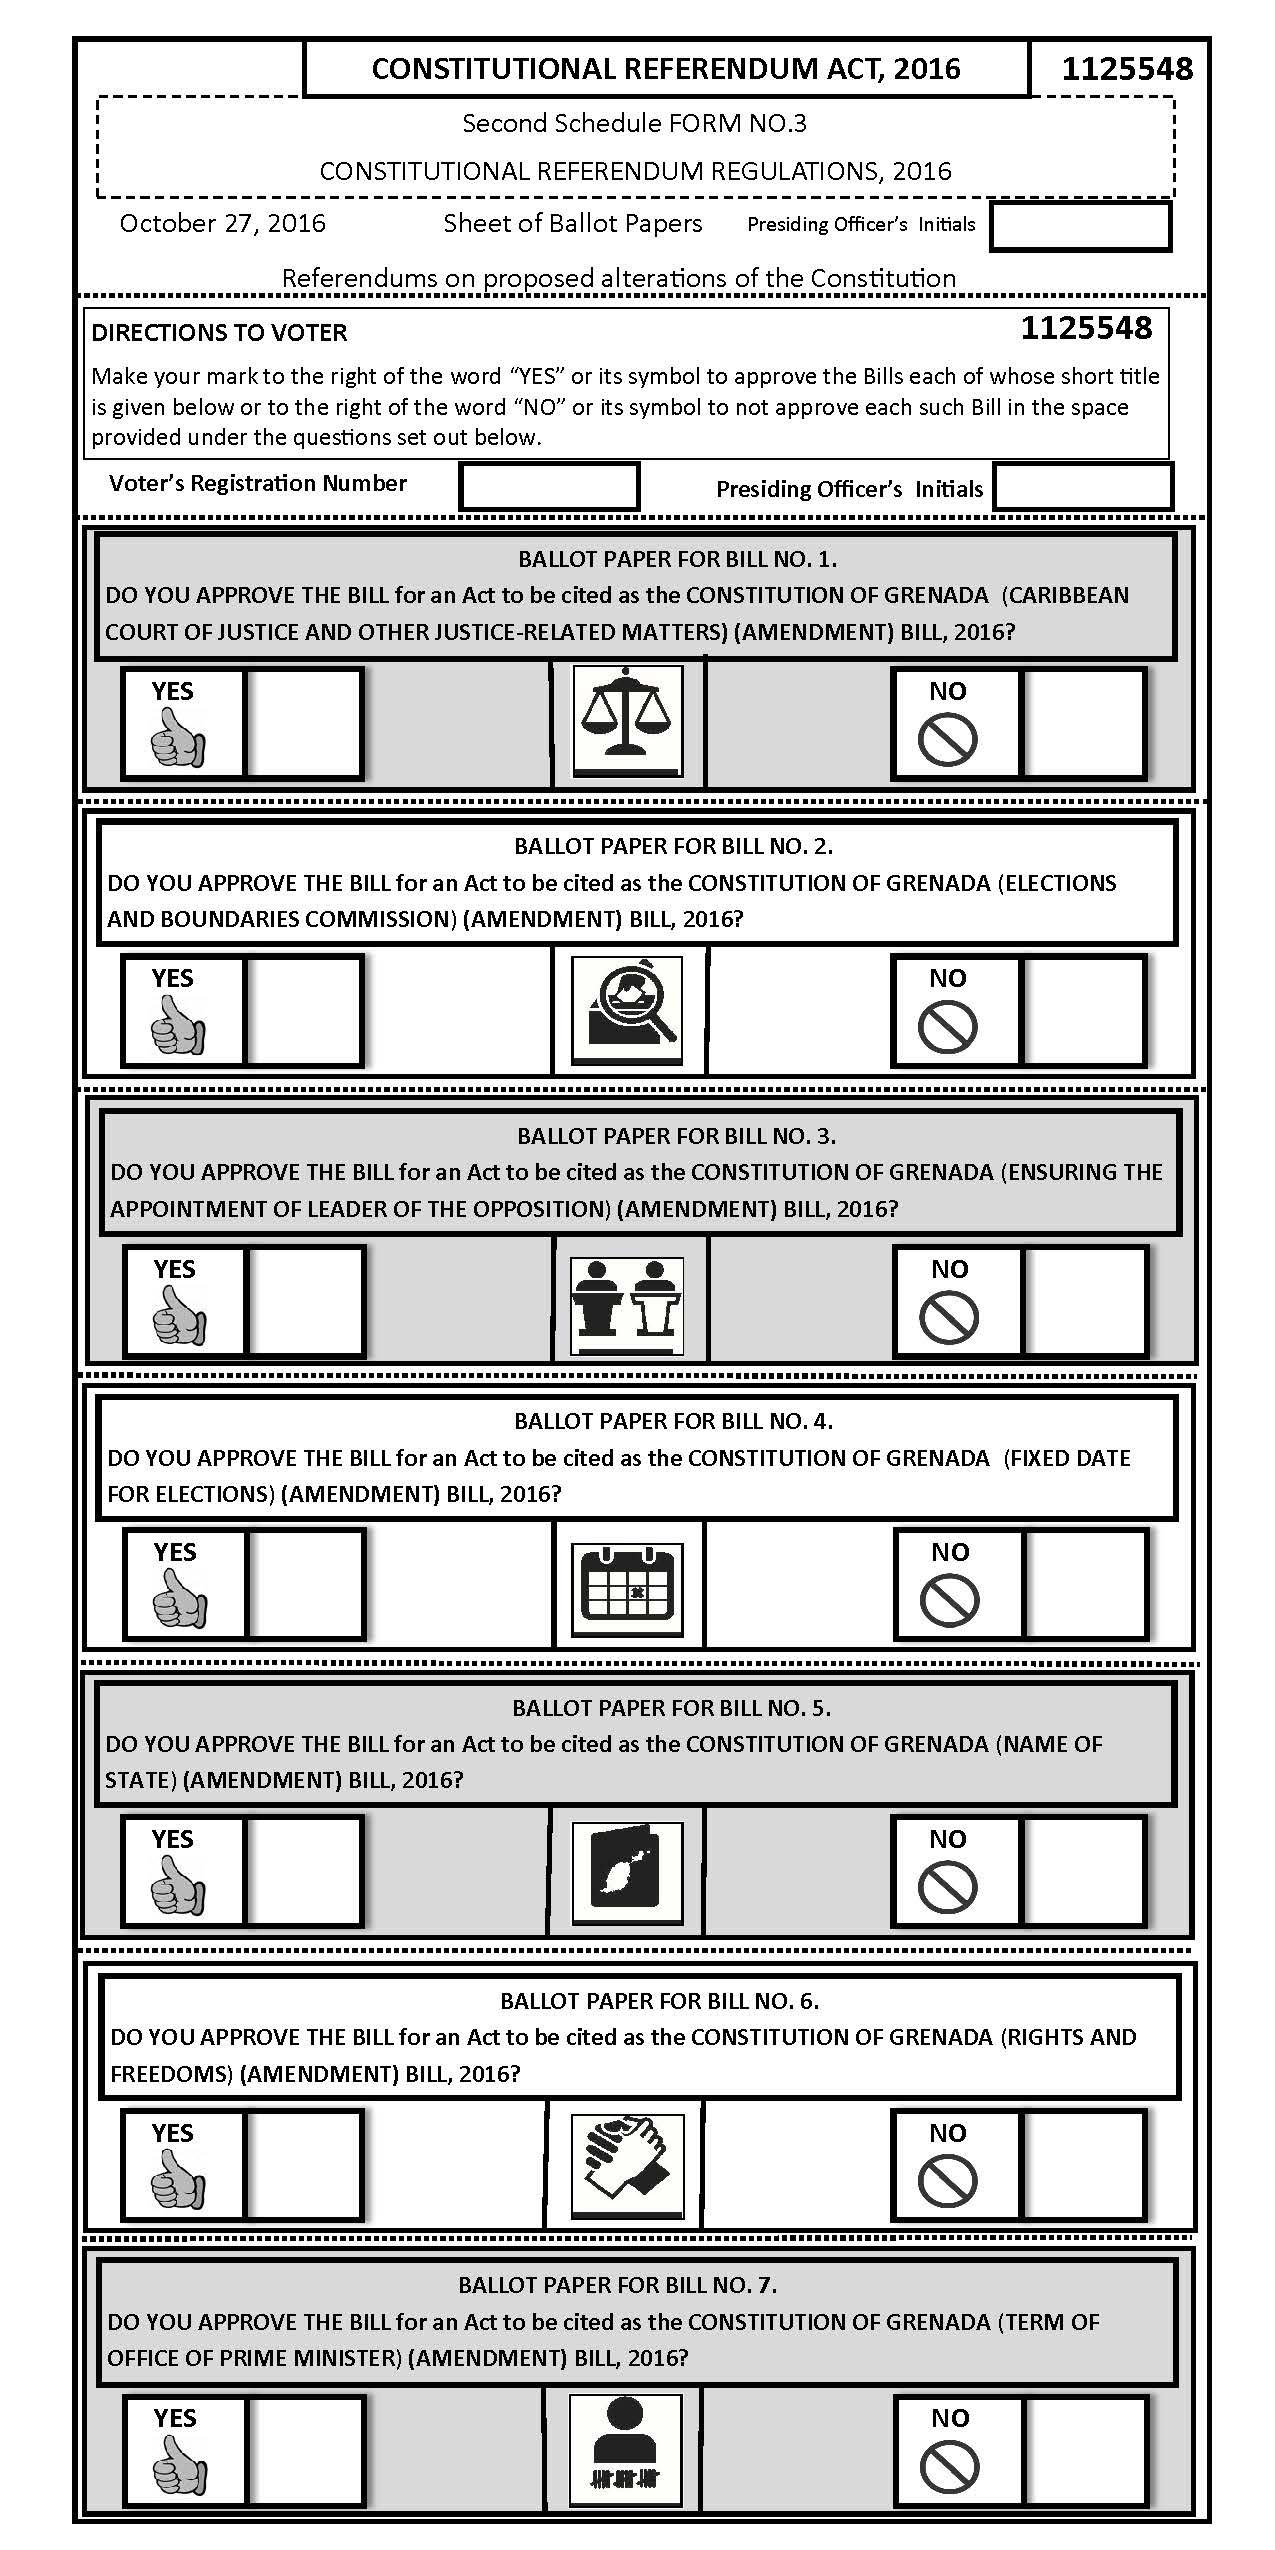 CONSTITUTIONAL REFERENDUM ACT, 2016
1125548
Second Schedule FORM NO.3
CONSTITUTIONAL REFERENDUM REGULATIONS, 2016
October 27, 2016 Sheet of Ballot Papers Presiding Officer's Initials
Referendums on proposed alterations of the Constitution
DIRECTIONS TO VOTER
1125548
Make your mark to the right of the word “YES” or its symbol to approve the Bills each of whose short title
is given below or to the right of the word “NO” or its symbol to not approve each such Bill in the space
provided under the questions set out below.
Voter's Registration Number
Presiding Officer's Initials
BALLOT PAPER FOR BILL NO. 1.
DO YOU APPROVE THE BILL for an Act to be cited as the CONSTITUTION OF GRENADA (CARIBBEAN
COURT OF JUSTICE AND OTHER JUSTICE-RELATED MATTERS) (AMENDMENT) BILL, 2016?
YES
NO
BALLOT PAPER FOR BILL NO. 2.
DO YOU APPROVE THE BILL for an Act to be cited as the CONSTITUTION OF GRENADA (ELECTIONS
AND BOUNDARIES COMMISSION) (AMENDMENT) BILL, 2016?
YES
NO
BALLOT PAPER FOR BILL NO. 3.
DO YOU APPROVE THE BILL for an Act to be cited as the CONSTITUTION OF GRENADA (ENSURING THE
APPOINTMENT OF LEADER OF THE OPPOSITION) (AMENDMENT) BILL, 2016?
YES
NO
BALLOT PAPER FOR BILL NO. 4.
DO YOU APPROVE THE BILL for an Act to be cited as the CONSTITUTION OF GRENADA (FIXED DATE
FOR ELECTIONS) (AMENDMENT) BILL, 2016?
YES
NO
BALLOT PAPER FOR BILL NO. 5.
DO YOU APPROVE THE BILL for an Act to be cited as the CONSTITUTION OF GRENADA (NAME OF
STATE) (AMENDMENT) BILL, 2016?
YES
NO
BALLOT PAPER FOR BILL NO. 6.
DO YOU APPROVE THE BILL for an Act to be cited as the CONSTITUTION OF GRENADA (RIGHTS AND
FREEDOMS) (AMENDMENT) BILL, 2016?
YES
NO
BALLOT PAPER FOR BILL NO. 7.
DO YOU APPROVE THE BILL for an Act to be cited as the CONSTITUTION OF GRENADA (TERM OF
OFFICE OF PRIME MINISTER) (AMENDMENT) BILL, 2016?
YES
NO